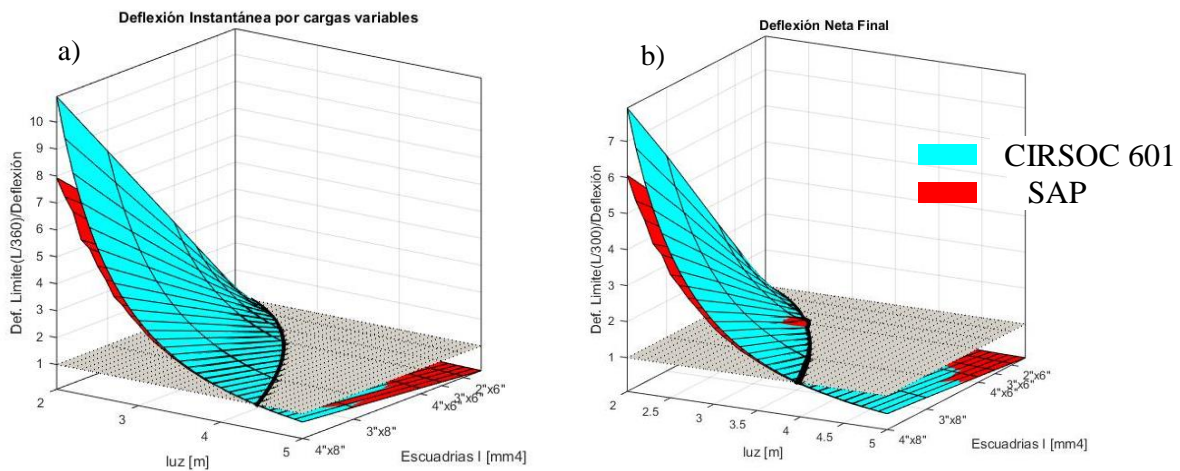 Deflexión Instantánea por cargas variables
a)
Def. Limite(L/360)/Deflexión
10
9
8
7
6
5
4
3
2
1
2
3
4
5
luz [m]
4"x8"
3"x8"
4"x6"
3"x6"
2"x6"
Escuadrias I [mm4]
Deflexión Neta Final
b)
Def. Limite(L/300)/Deflexión
7
6
5
4
3
2
1
2
2.5
3
3.5
4
4.5
5
luz [m]
4"x8"
3"x8"
4"x6"
3"x6"
2"x6"
Escuadrias I [mm4]
CIRSOC 601
SAP